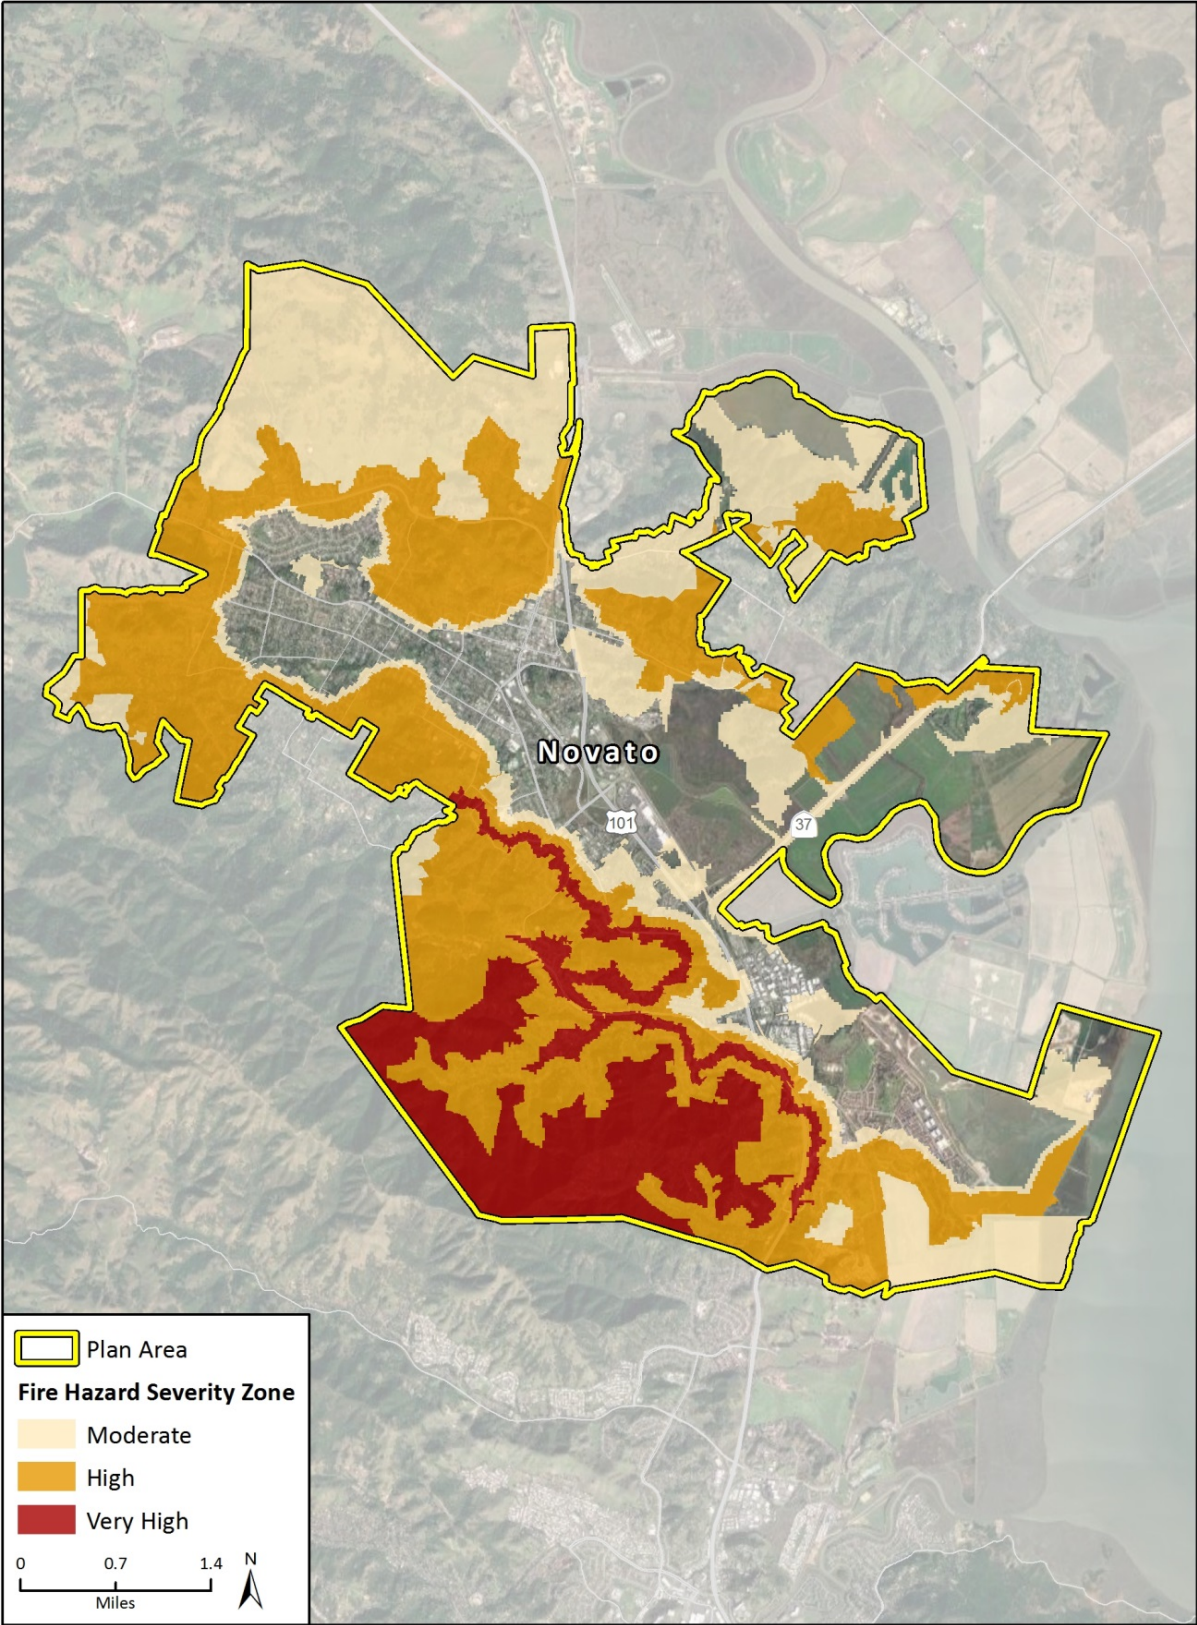 Novato
101
37
Plan Area
Fire Hazard Severity Zone
Moderate
High
Very High
0 0.7 1.4
Miles
N